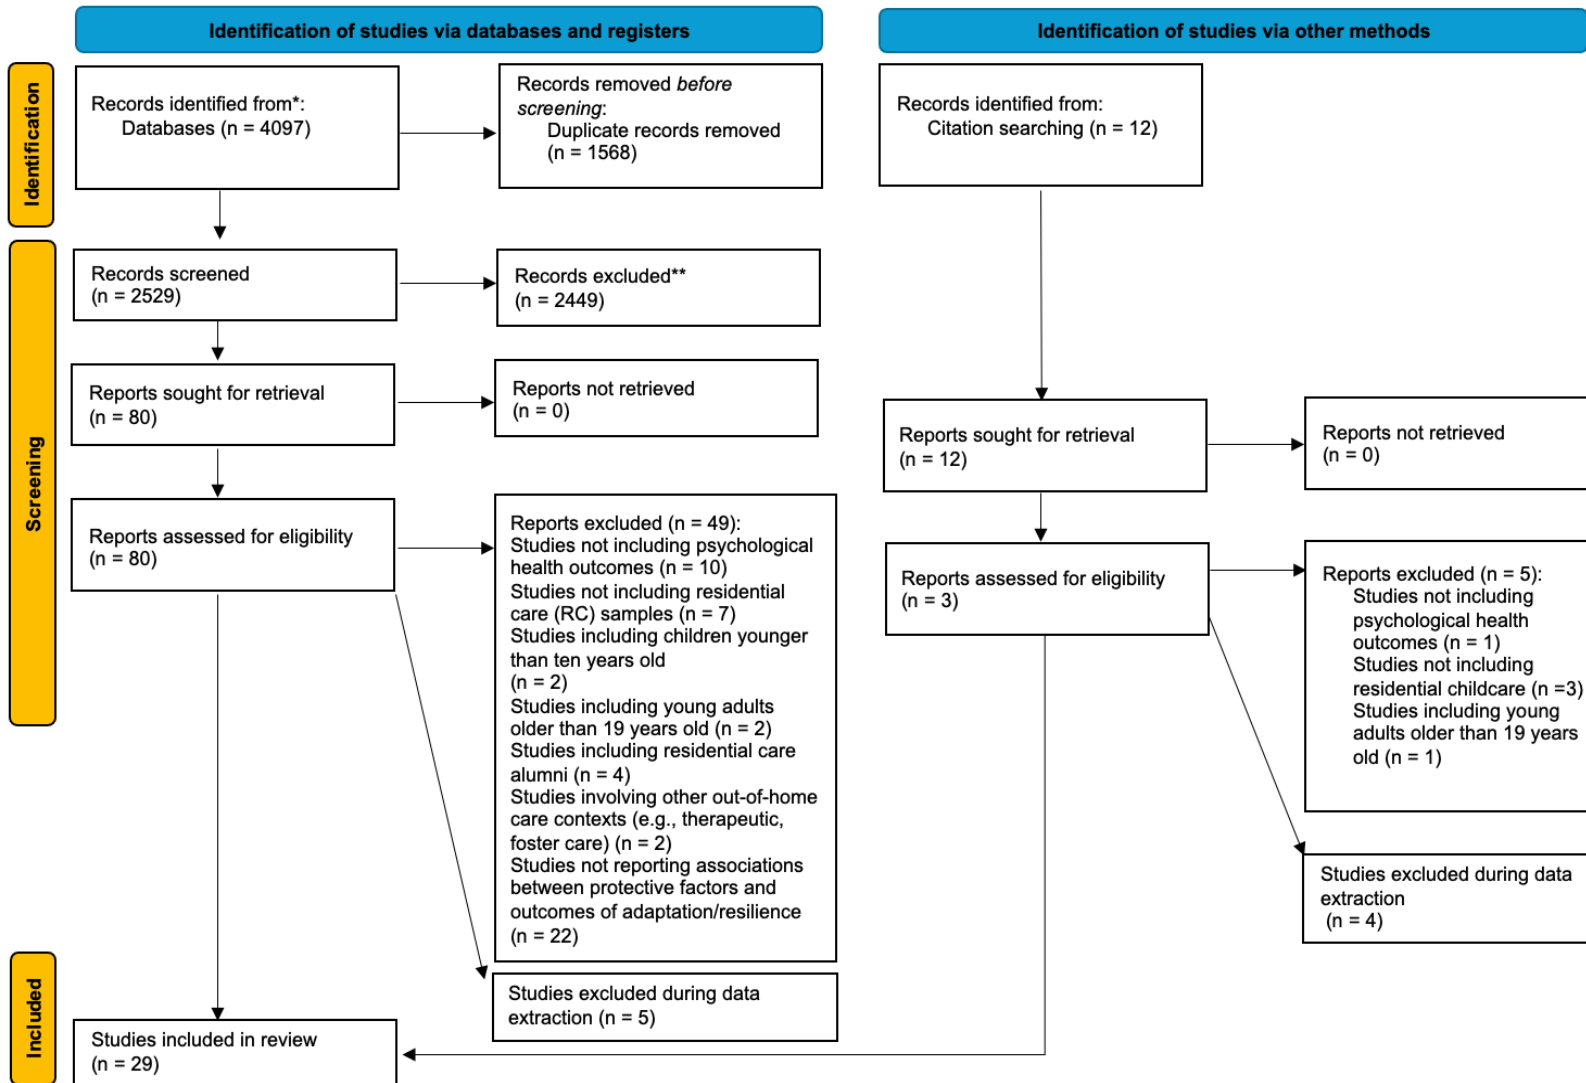 Identification of studies via databases and registers
Identification of studies via other methods
Identification
Records identified from*:
Databases (n = 4097)
Records removed before
screening:
Duplicate records removed
(n = 1568)
Records identified from:
Citation searching (n = 12)
Screening
Records screened
(n = 2529)
Records excluded**
(n = 2449)
Reports sought for retrieval
(n = 80)
Reports not retrieved
(n = 0)
Reports sought for retrieval
(n = 12)
Reports not retrieved
(n = 0)
Reports assessed for eligibility
(n = 80)
Reports excluded (n = 49):
Studies not including psychological
health outcomes (n = 10)
Studies not including residential
care (RC) samples (n = 7)
Studies including children younger
than ten years old
(n = 2)
Studies including young adults
older than 19 years old (n = 2)
Studies including residential care
alumni (n = 4)
Studies involving other out-of-home
care contexts (e.g., therapeutic,
foster care) (n = 2)
Studies not reporting associations
between protective factors and
outcomes of adaptation/resilience
(n = 22)
Reports assessed for eligibility
(n = 3)
Reports excluded (n = 5):
Studies not including
psychological health
outcomes (n = 1)
Studies not including
residential childcare (n =3)
Studies including young
adults older than 19 years
old (n = 1)
Studies excluded during data
extraction
(n = 4)
Studies excluded during data
extraction (n = 5)
Included
Studies included in review
(n = 29)